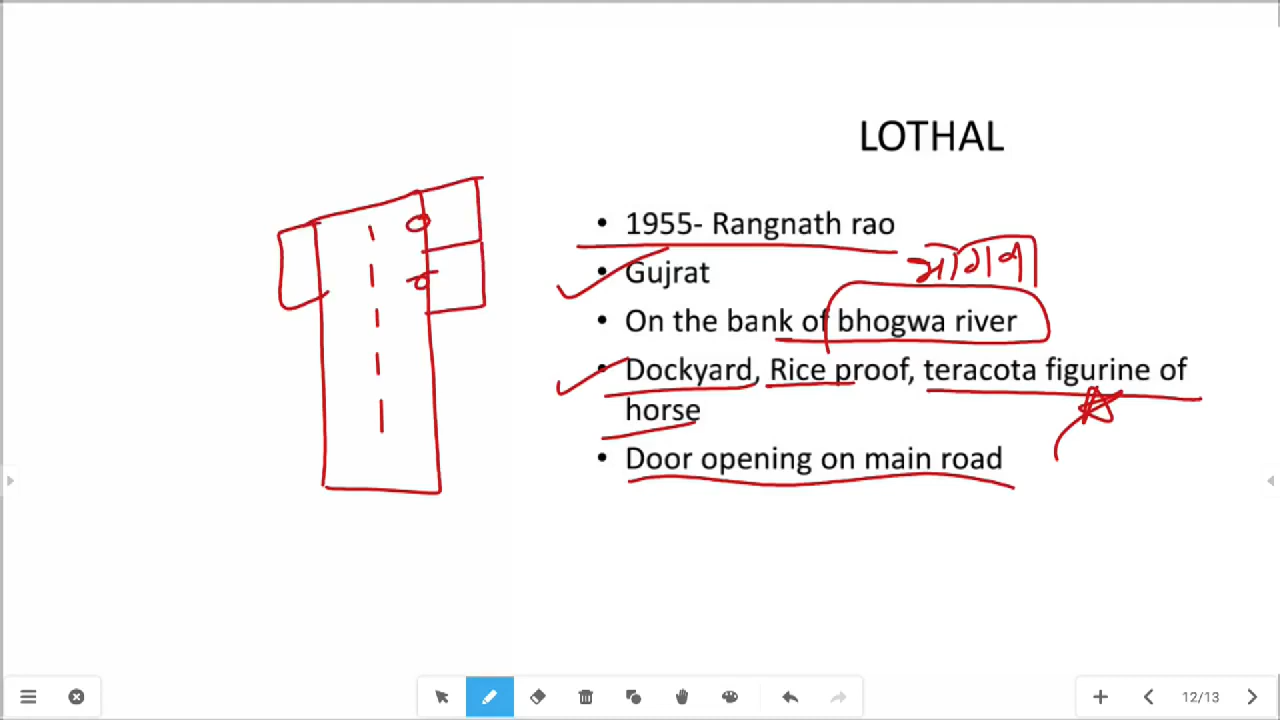 LOTHAL
• 1955- Rangnath rao
• Gujrat
• On the bank of bhogwa river
• Dockyard, Rice proof, teracota figurine of
horse
• Door opening on main road
12/13